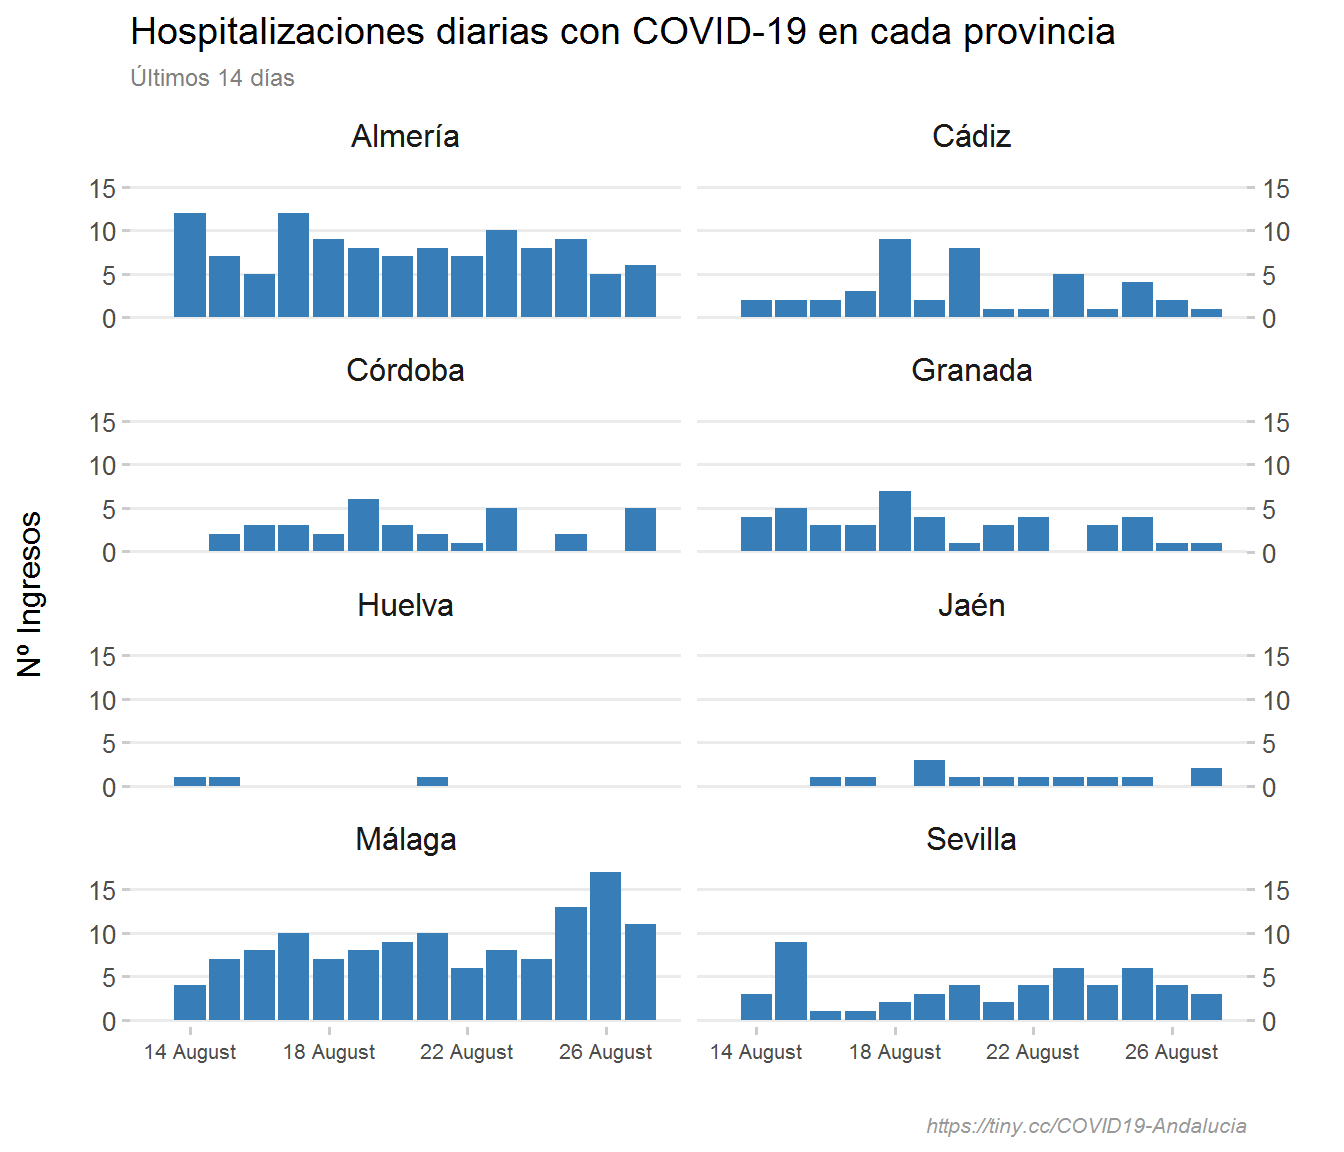 Hospitalizaciones diarias con COVID-19 en cada provincia
Últimos 14 días
Almería
Cádiz
15
10
5
0
15
10
5
0
Córdoba
Granada
15
10
5
0
15
10
5
0
Nº Ingresos
Huelva
Jaén
15
10
5
0
15
10
5
0
Málaga
Sevilla
15
10
5
0
15
10
5
0
14 August 18 August 22 August 26 August
14 August 18 August 22 August 26 August
https://tiny.cc/COVID19-Andalucia